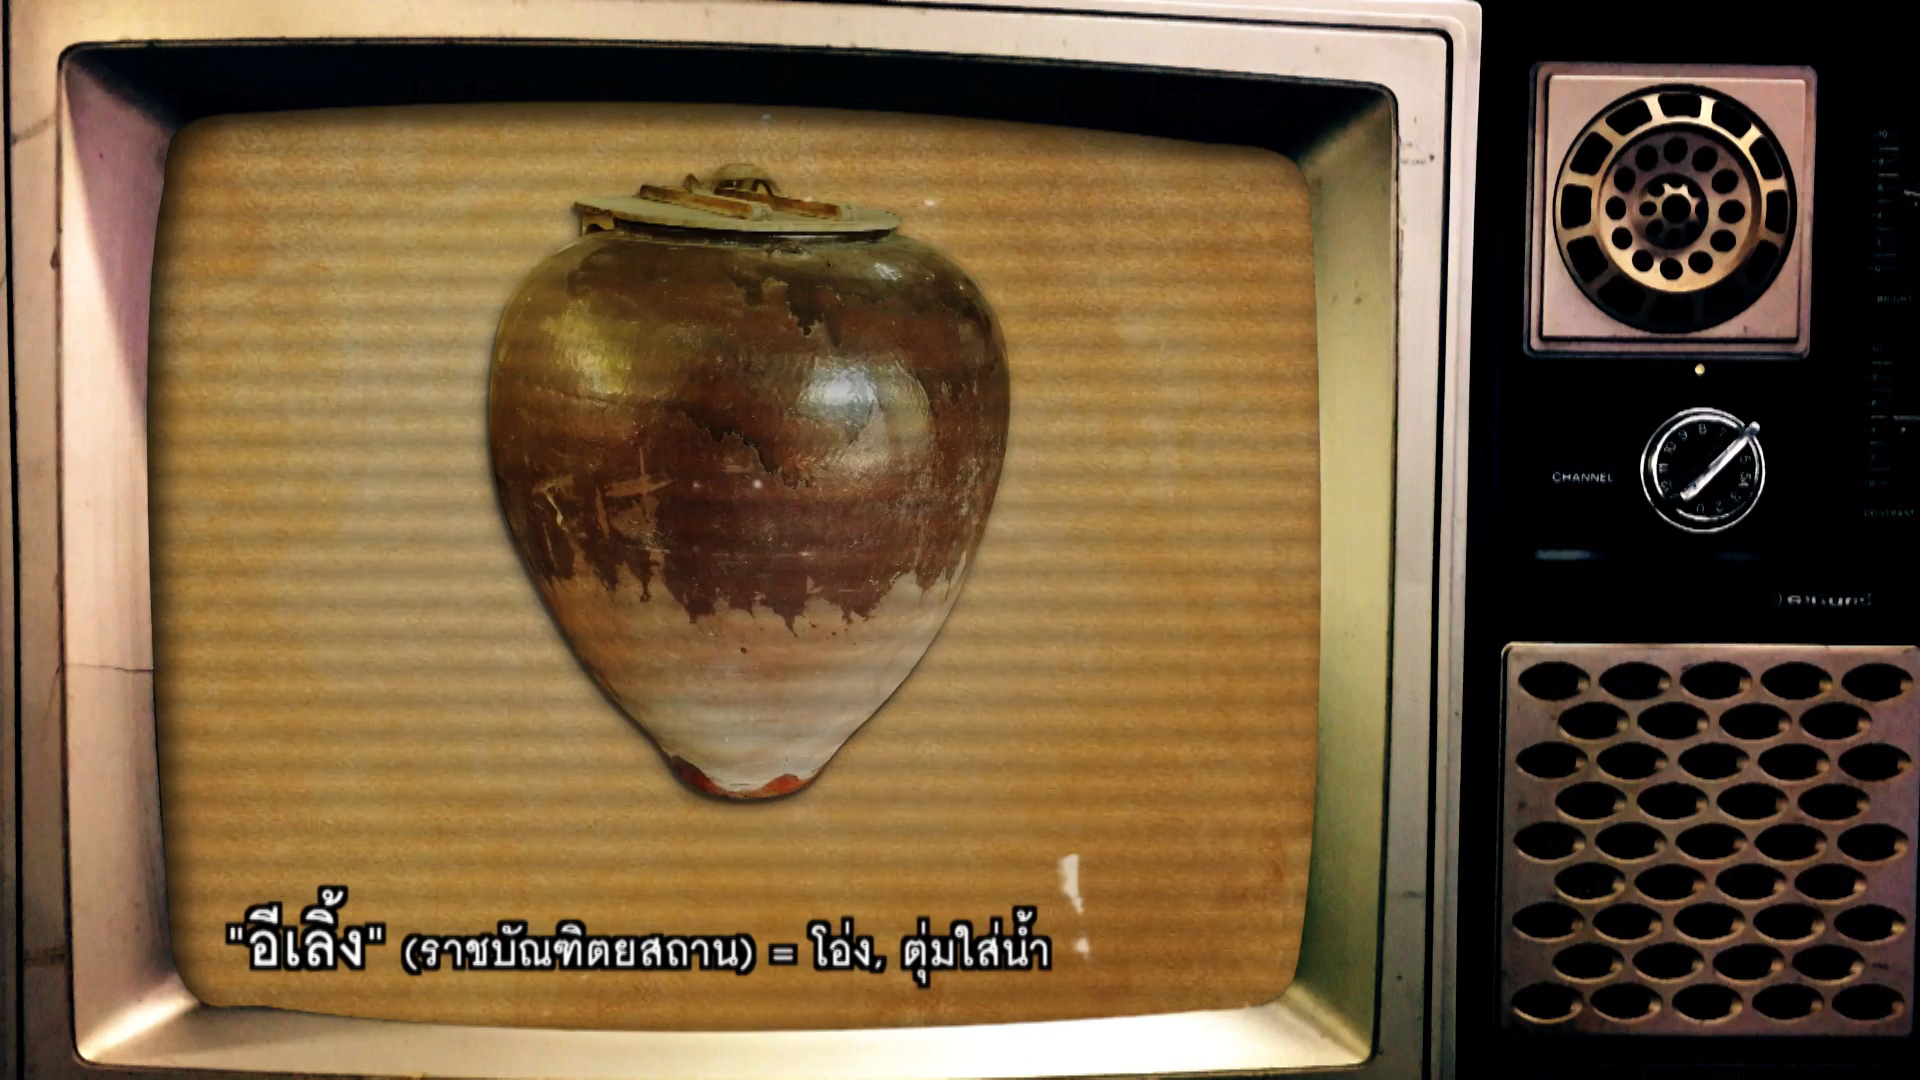 "อีเลิ้ง" (ราชบัณฑิตยสถาน) = โอ่ง, ตุ่มใส่น้ำ
CHANNEL